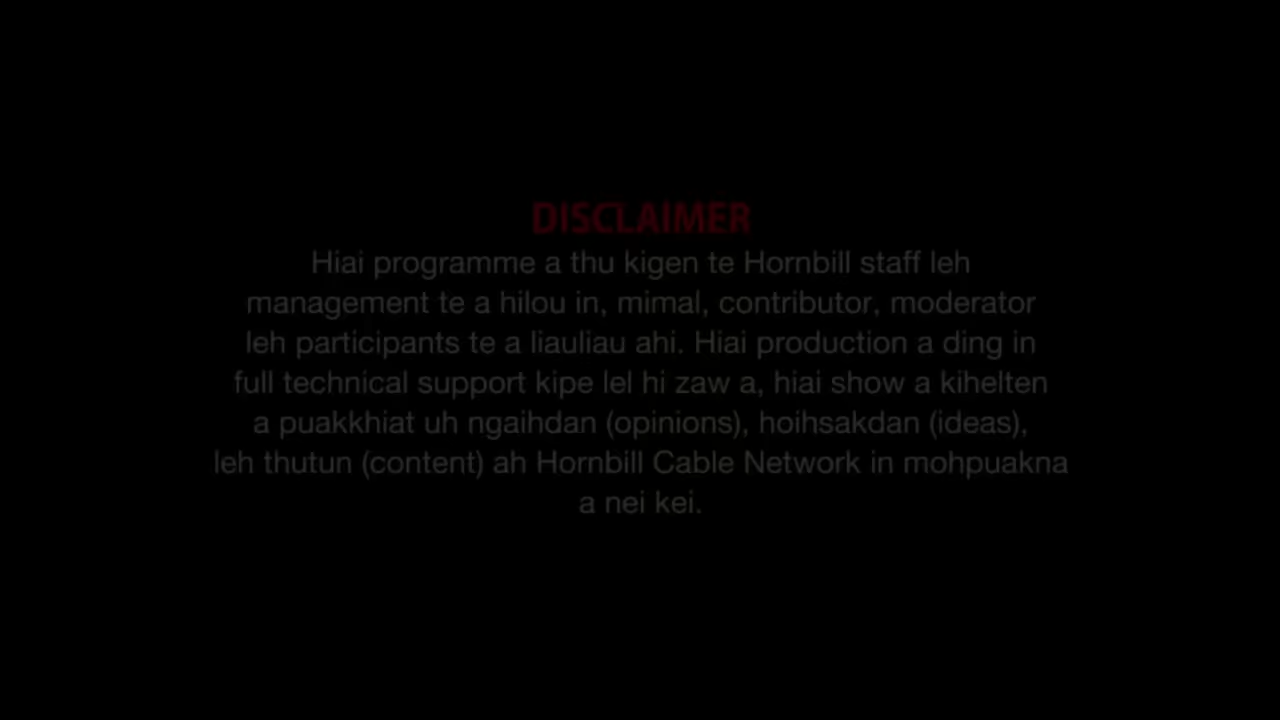 DISCLAIMER
Hiai programme a thu kigen te Hornbill staff leh
management te a hilou in, mimal, contributor, moderator
leh participants te a liauliau ahi. Hiai production a ding in
full technical support kipe lel hi zaw a, hiai show a kihelten
a puakkhiat uh ngaihdan (opinions), hoihsakdan (ideas),
leh thutun (content) ah Hornbill Cable Network in mohpuakna
a nei kei.